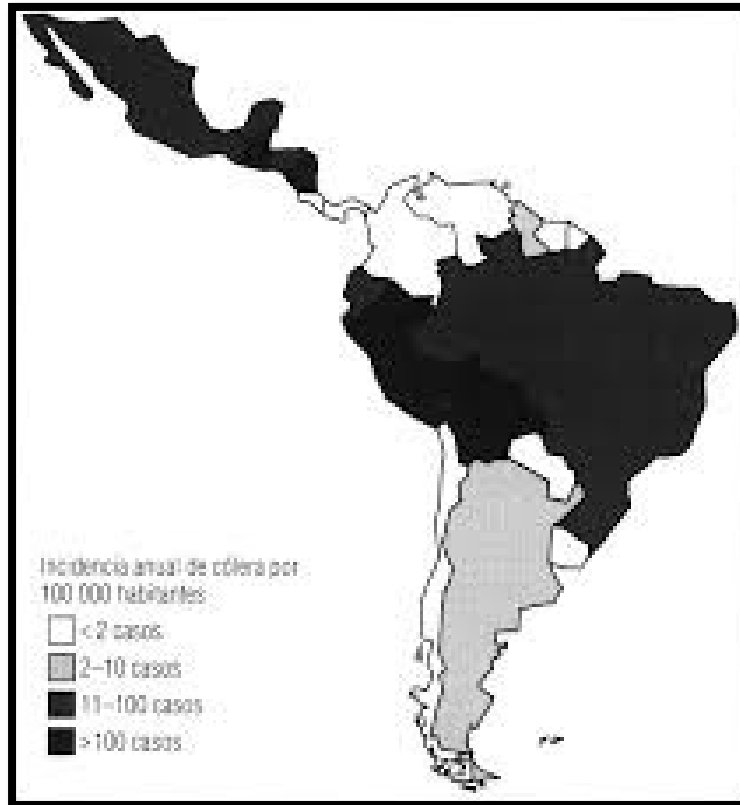 Incidencia anual de cólera por
100 000 habitantes
< 2 casos
2–10 casos
11–100 casos
>100 casos